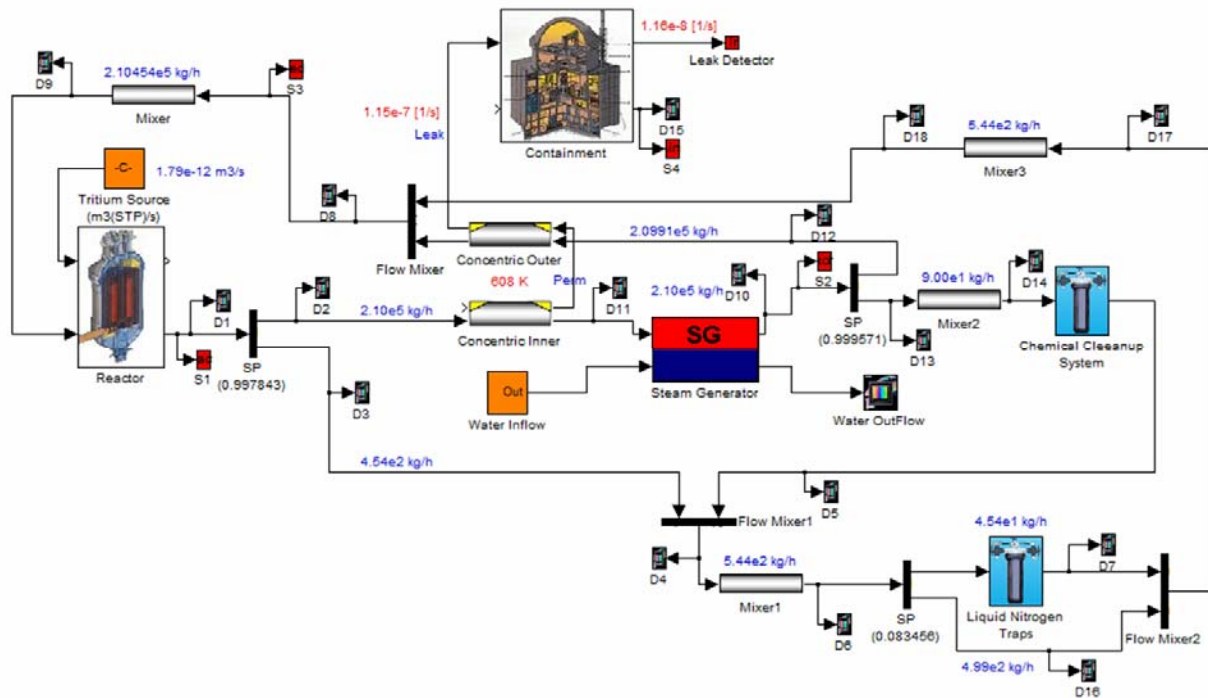 1.16e-8 [1/s]
Leak Detector
D9
2.10454e5 kg/h
Mixer
S3
1.15e-7 [1/s]
Leak
Containment
D15
S4
D18
5.44e2 kg/h
Mixer3
D17
-C-
1.79e-12 m3/s
Tritium Source
(m3(STP)/s)
D8
Flow Mixer
Concentric Outer
2.0991e5 kg/h
D12
608 K
Perm
D10
S2
SP
(0.999571)
9.00e1 kg/h
Mixer2
D14
D13
Chemical Cleeanup
System
Reactor
D1
S1
SP
(0.997843)
D2
D3
2.10e5 kg/h
Concentric Inner
D11
2.10e5 kg/h
SG
Steam Generator
Out
Water Inflow
Water OutFlow
4.54e2 kg/h
Flow Mixer1
D5
D4
5.44e2 kg/h
Mixer1
D6
SP
(0.083456)
4.54e1 kg/h
Liquid Nitrogen
Traps
D7
Flow Mixer2
4.99e2 kg/h
D16